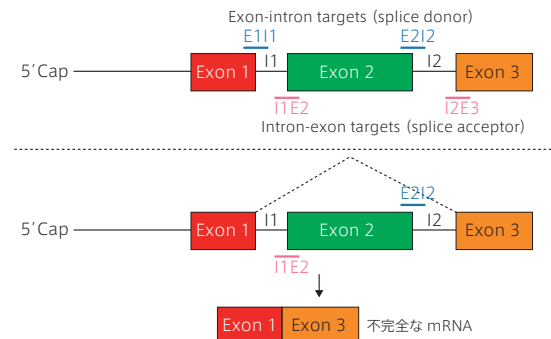 Exon-intron targets (splice donor)
E1I1 E2I2
5’Cap Exon 1 I1 Exon 2 I2 Exon 3
I1E2 I2E3
Intron-exon targets (splice acceptor)
E2I2
5’Cap Exon 1 I1 Exon 2 I2 Exon 3
I1E2
Exon 1 Exon 3 不完全な mRNA